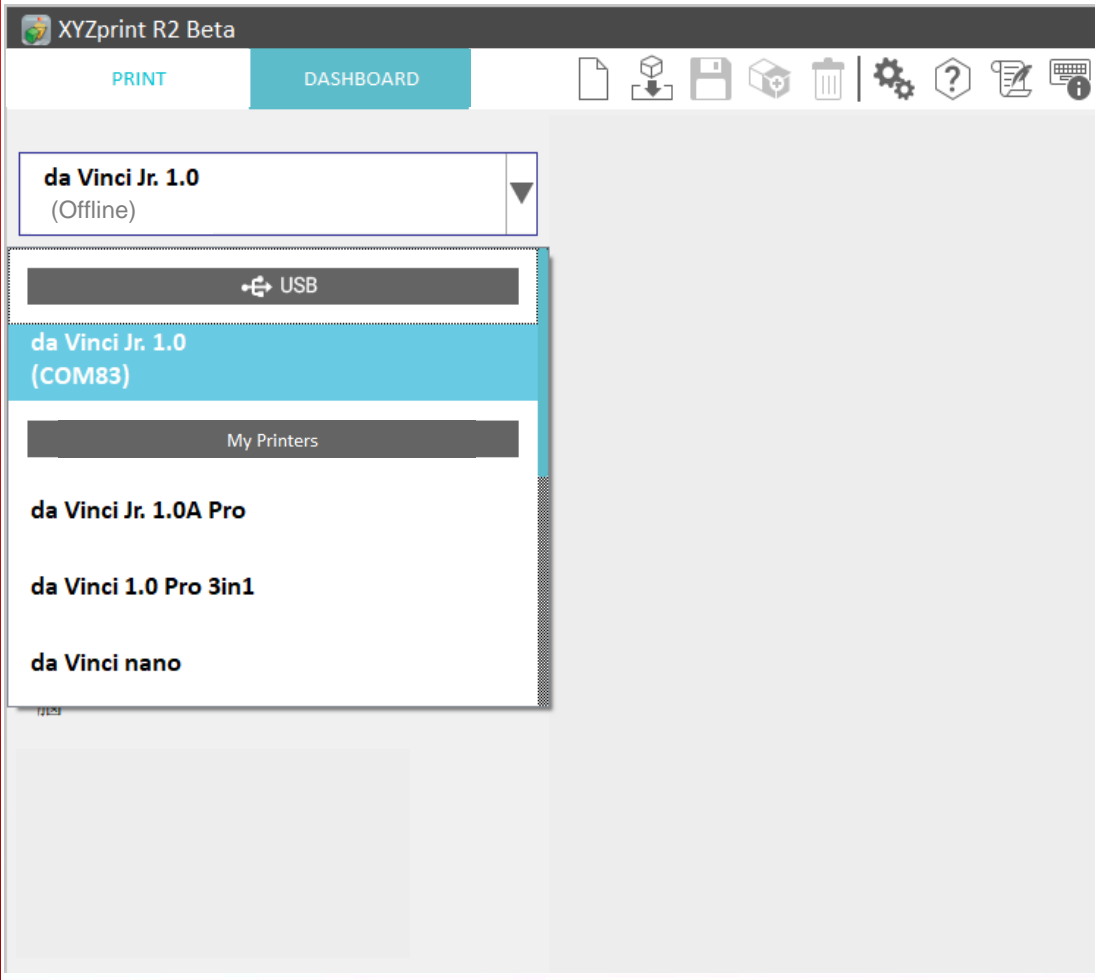 XYZprint R2 Beta
PRINT
DASHBOARD
da Vinci Jr. 1.0
(Offline)
USB
da Vinci Jr. 1.0
(COM83)
My Printers
da Vinci Jr. 1.0A Pro
da Vinci 1.0 Pro 3in1
da Vinci nano